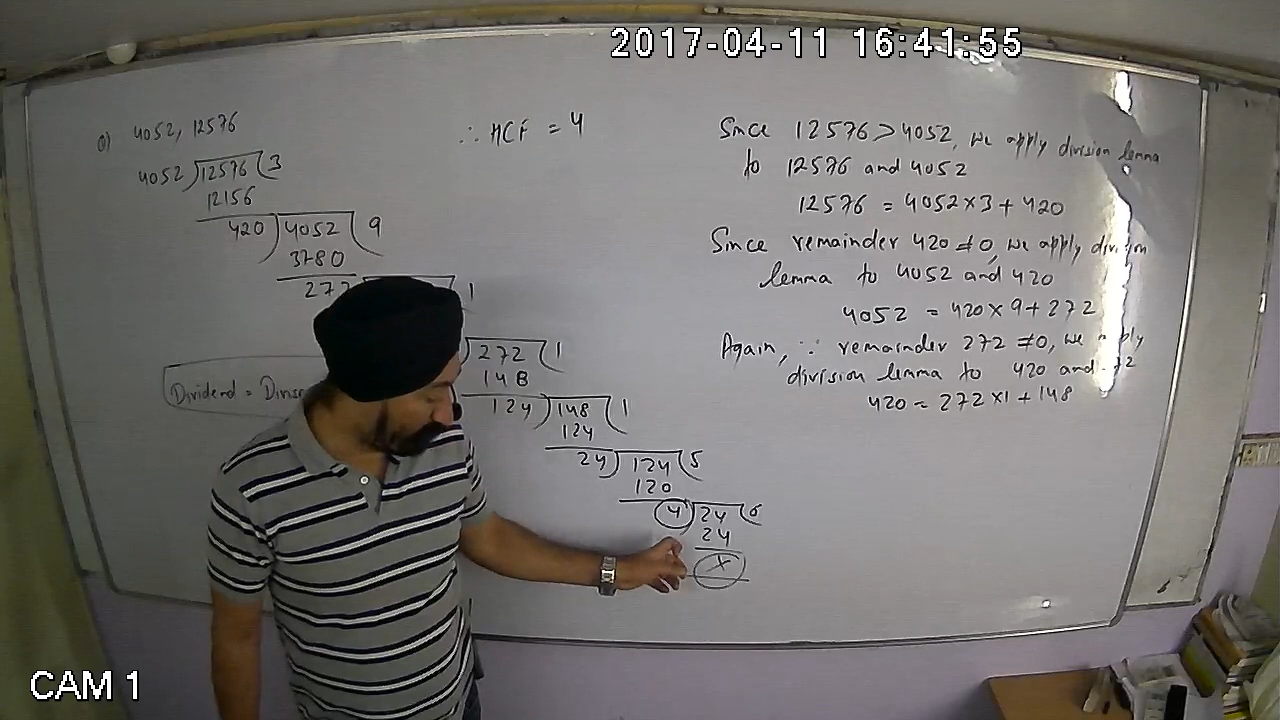 2017-04-11 16:41:55
a) 4052, 12576
4052 ) 12576 ( 3
12156
420 ) 4052 ( 9
3780
272
1
272 ( 1
148
124 ) 148 ( 1
124
24 ) 124 ( 5
120
4 ) 24 ( 6
24
x
Dividend =
∴ HCF = 4
Since 12576 > 4052, we apply division lemma
to 12576 and 4052
12576 = 4052 × 3 + 420
Since remainder 420 ≠ 0, we apply division
lemma to 4052 and 420
4052 = 420 × 9 + 272
Again, ∵ remainder 272 ≠ 0, we apply
division lemma to 420 and 272
420 = 272 × 1 + 148
CAM 1